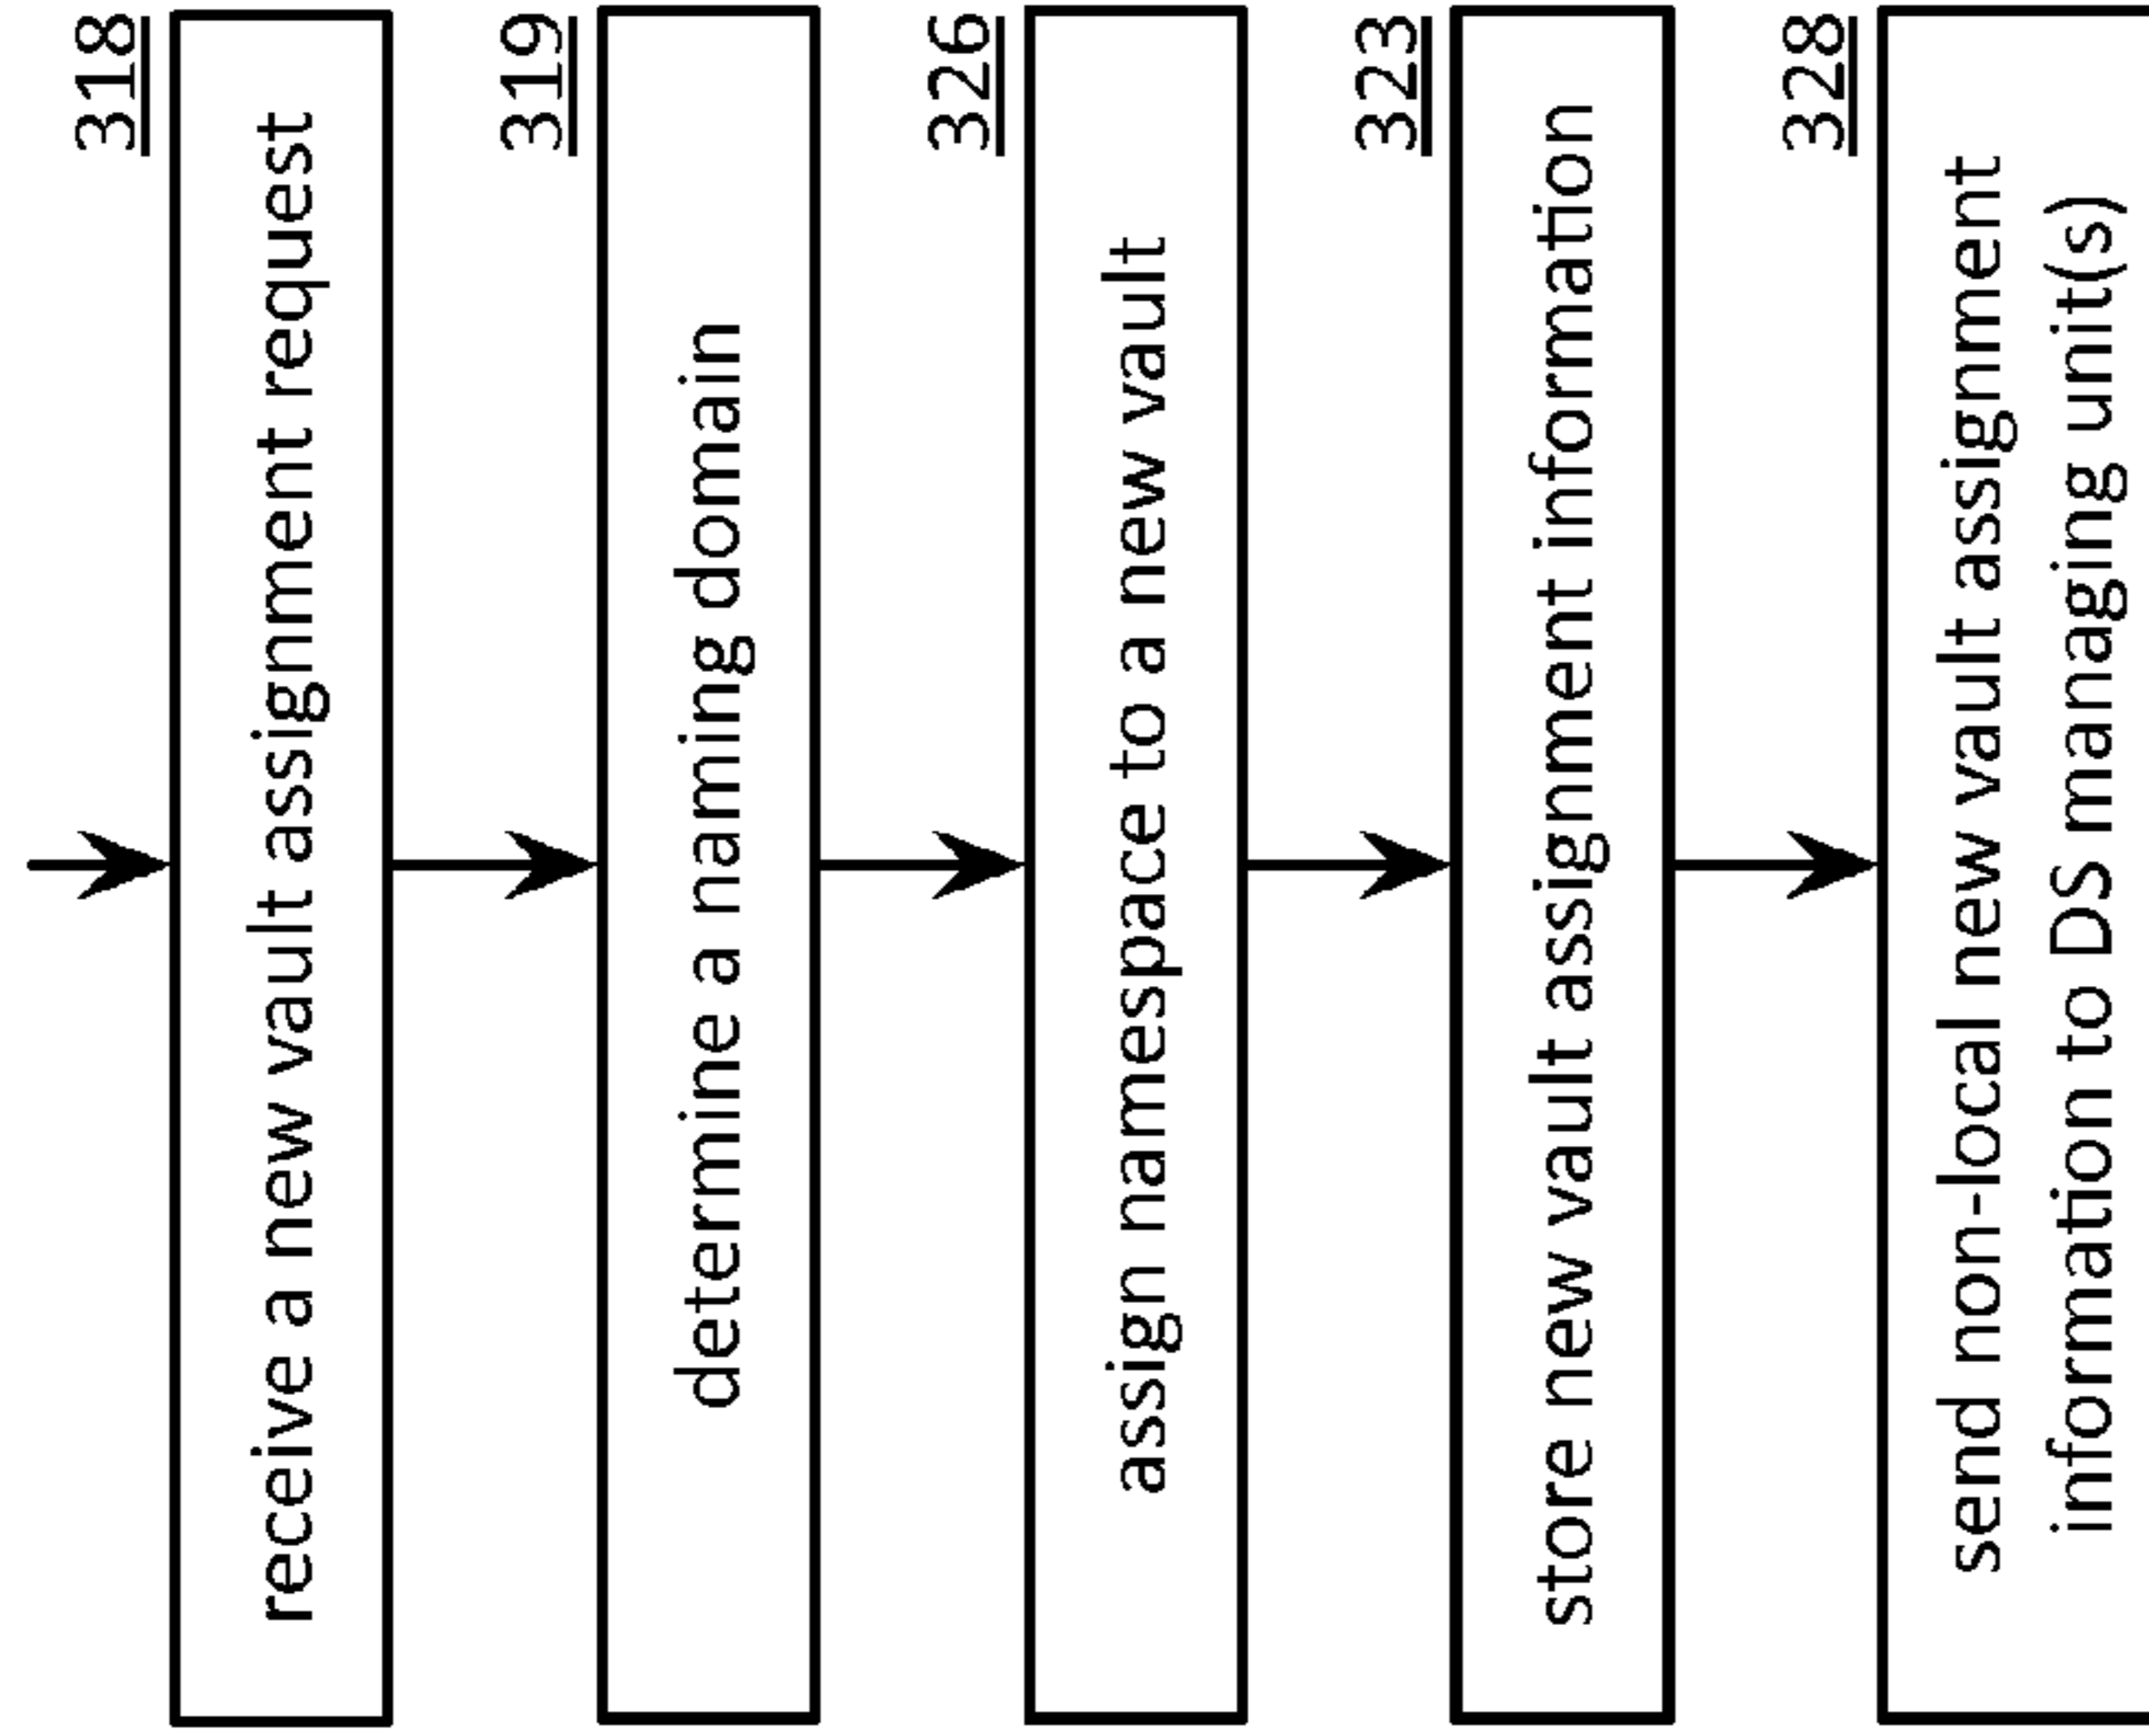 318
receive a new vault assignment request
319
determine a naming domain
326
assign namespace to a new vault
323
store new vault assignment information
328
send non-local new vault assignment
information to DS managing unit(s)